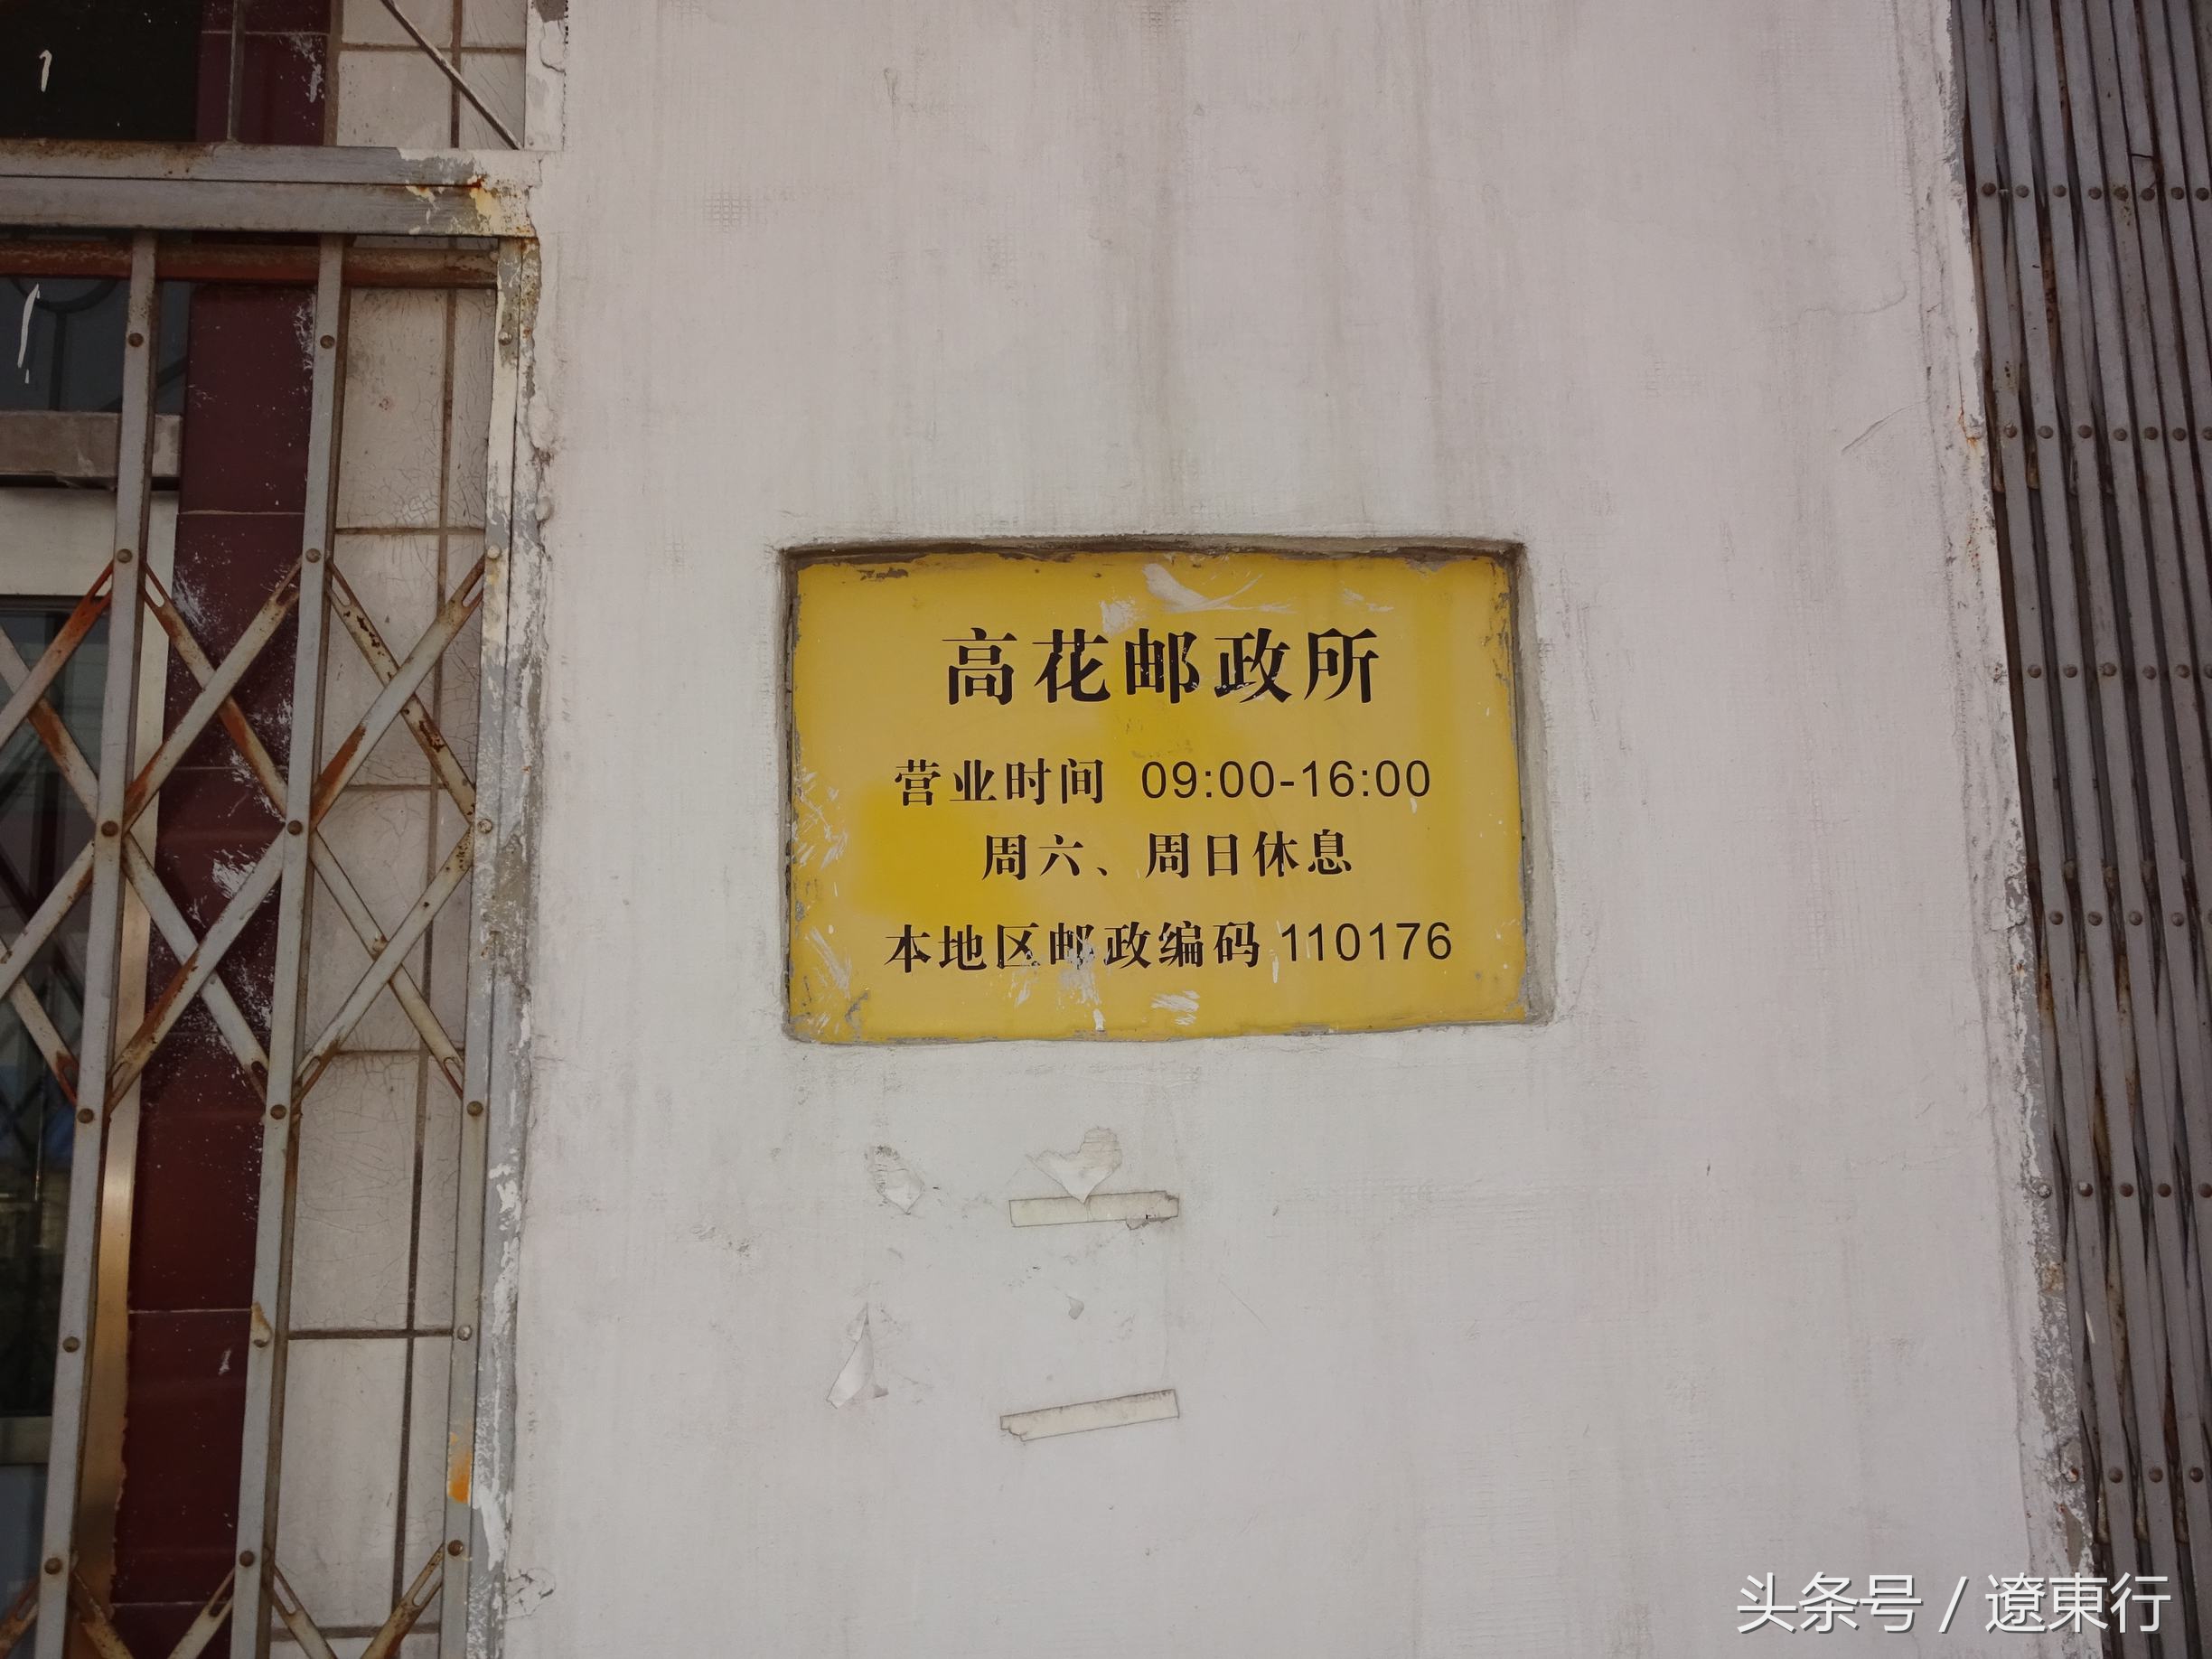 高花邮政所
营业时间 09:00-16:00
周六、周日休息
本地区邮政编码 110176
头条号 / 遼東行